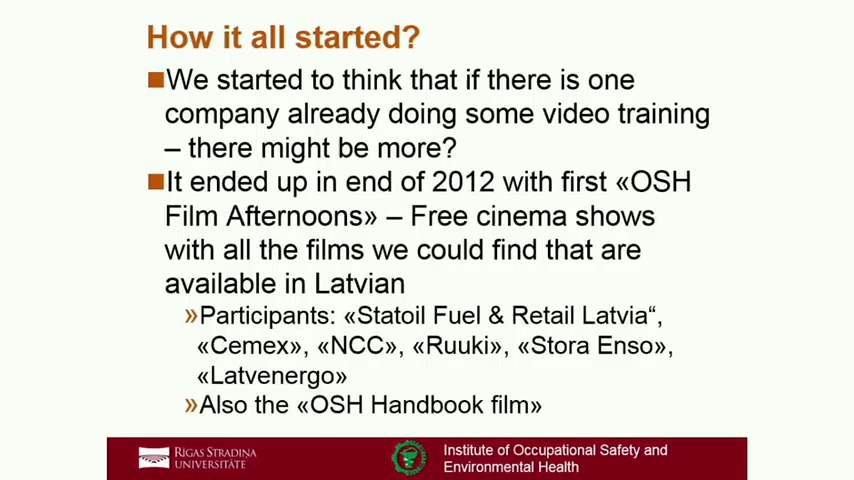 How it all started?
■We started to think that if there is one
company already doing some video training
– there might be more?
■It ended up in end of 2012 with first «OSH
Film Afternoons» – Free cinema shows
with all the films we could find that are
available in Latvian
»Participants: «Statoil Fuel & Retail Latvia“,
«Cemex», «NCC», «Ruuki», «Stora Enso»,
«Latvenergo»
»Also the «OSH Handbook film»
RĪGAS STRADIŅA
UNIVERSITĀTE
Institute of Occupational Safety and
Environmental Health